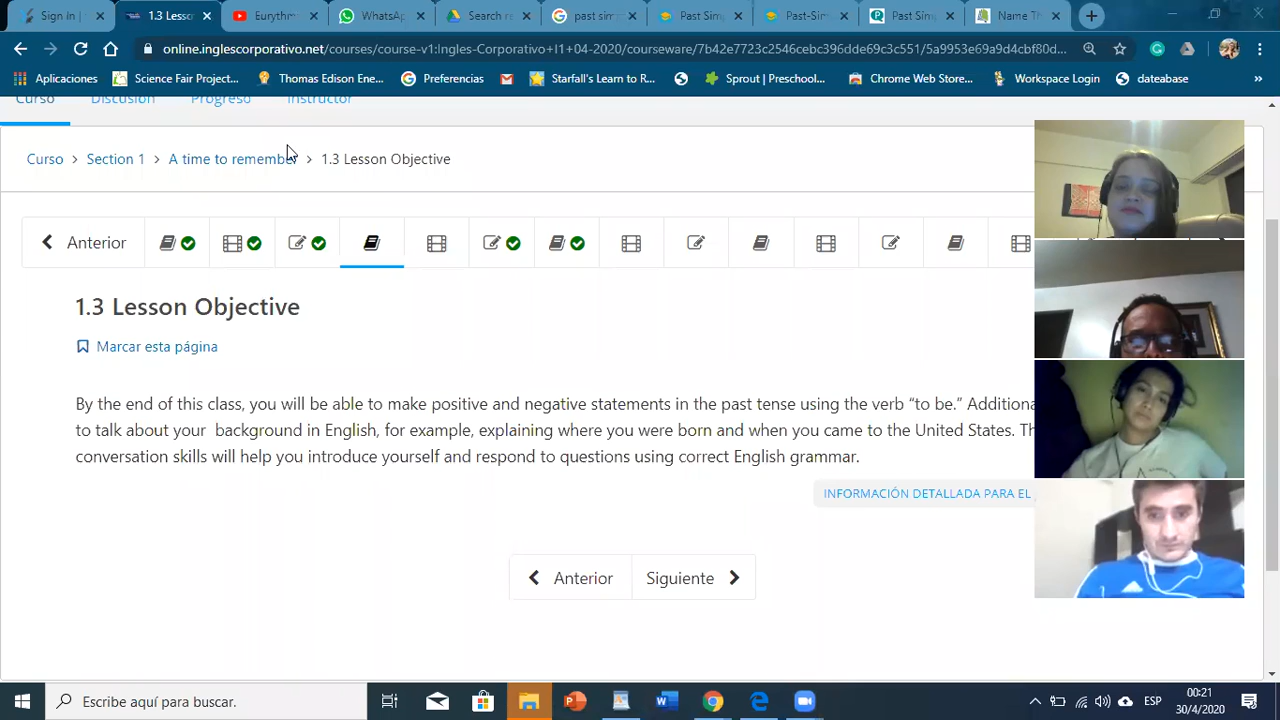 Sign in |
1.3 Less
Eurythm
WhatsAp
Search re
past sim
Past Sim
Past-Sim
Past Sim
Name Th
online.inglescorporativo.net/courses/course-v1:Ingles-Corporativo+I1+04-2020/courseware/7b42e7723c2546cebc396dde69c3c551/5a9953e69a9d4cbf80d...
Aplicaciones
Science Fair Project...
Thomas Edison Ene...
Preferencias
Starfall's Learn to R...
Sprout | Preschool...
Chrome Web Store...
Workspace Login
dateabase
»
Curso
Discusión
Progreso
Instructor
Curso > Section 1 > A time to remember > 1.3 Lesson Objective
Anterior
1.3 Lesson Objective
Marcar esta página
By the end of this class, you will be able to make positive and negative statements in the past tense using the verb “to be.” Additiona
to talk about your background in English, for example, explaining where you were born and when you came to the United States. Th
conversation skills will help you introduce yourself and respond to questions using correct English grammar.
INFORMACIÓN DETALLADA PARA EL
Anterior
Siguiente
Escribe aquí para buscar.
ESP
00:21
30/4/2020